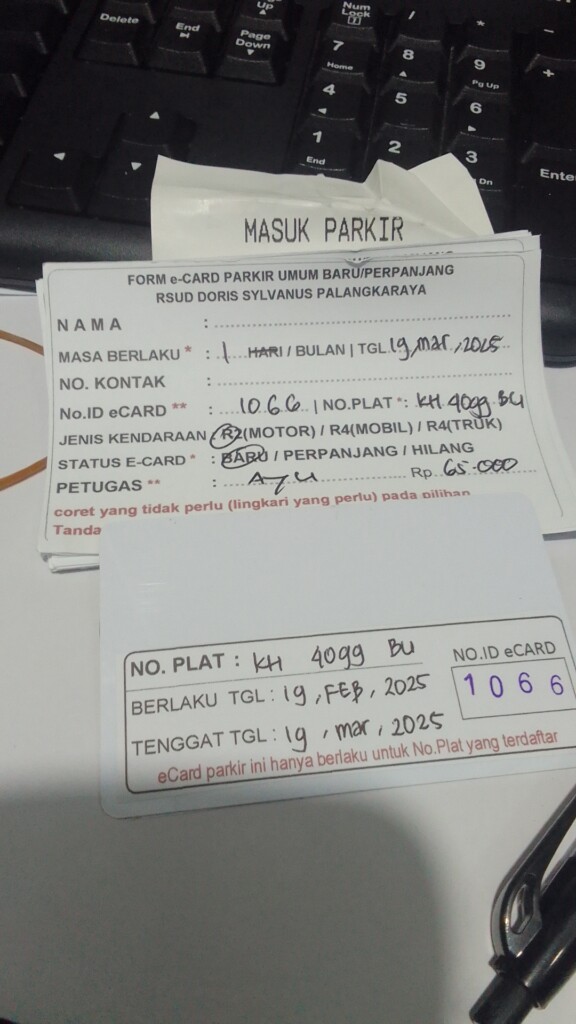 Delete
End
Up
Page Down
Num Lock
/
*
-
7 Home
8
9 Pg Up
+
4
5
6
1 End
2
3
Dn
Enter
MASUK PARKIR
FORM e-CARD PARKIR UMUM BARU/PERPANJANG
RSUD DORIS SYLVANUS PALANGKARAYA
NAMA :
MASA BERLAKU * : 1 HARI / BULAN | TGL. 19, mar, 2025
NO. KONTAK :
No.ID eCARD ** : 1066 | NO.PLAT *: KH 4099 BU
JENIS KENDARAAN : R2(MOTOR) / R4(MOBIL) / R4(TRUK)
STATUS E-CARD * : BARU / PERPANJANG / HILANG
PETUGAS ** : Ayu Rp. 65.000
coret yang tidak perlu (lingkari yang perlu) pada pilihan
Tanda
NO. PLAT : KH 4099 BU
NO.ID eCARD
1066
BERLAKU TGL : 19, FEB, 2025
TENGGAT TGL : 19, mar, 2025
eCard parkir ini hanya berlaku untuk No.Plat yang terdaftar